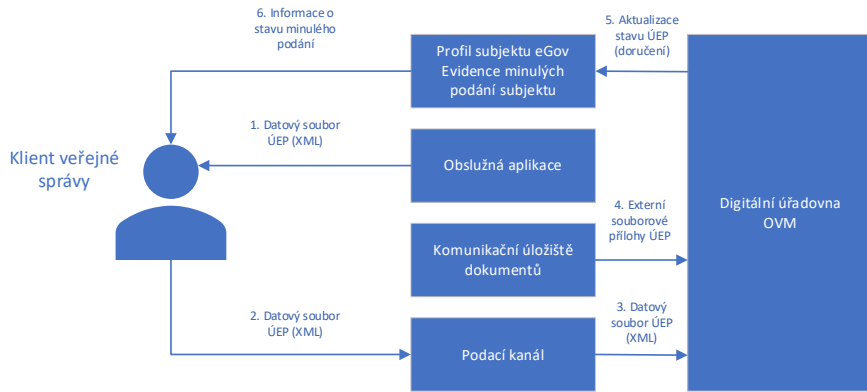 6. Informace o
stavu minulého
podání
Profil subjektu eGov
Evidence minulých
podání subjektu
5. Aktualizace
stavu ÚEP
(doručení)
1. Datový soubor
ÚEP (XML)
Klient veřejné
správy
Obslužná aplikace
Digitální úřadovna
OVM
4. Externí
souborové
přílohy ÚEP
Komunikační úložiště
dokumentů
2. Datový soubor
ÚEP (XML)
Podací kanál
3. Datový
soubor ÚEP
(XML)